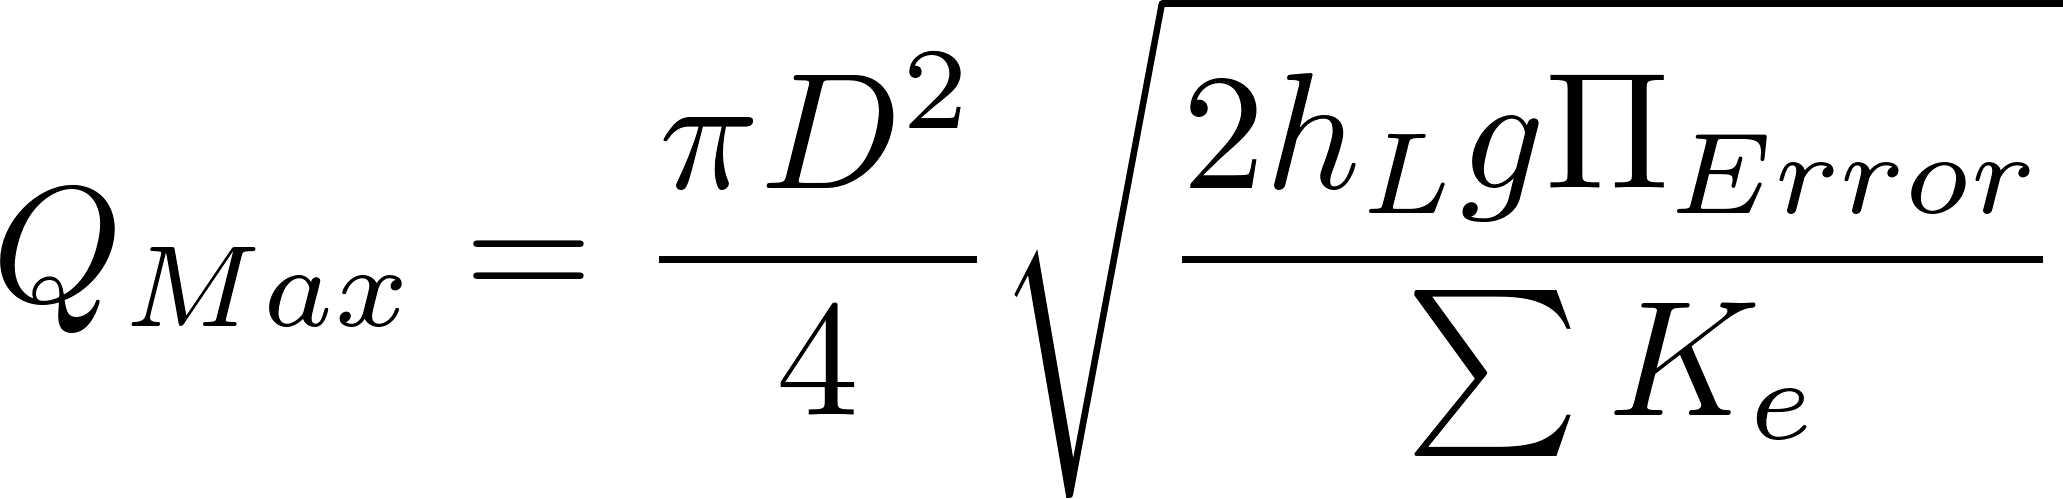 Q_{Max} = \frac{\pi D^2}{4} \sqrt{\frac{2 h_L g \Pi_{Error}}{\sum K_e}}